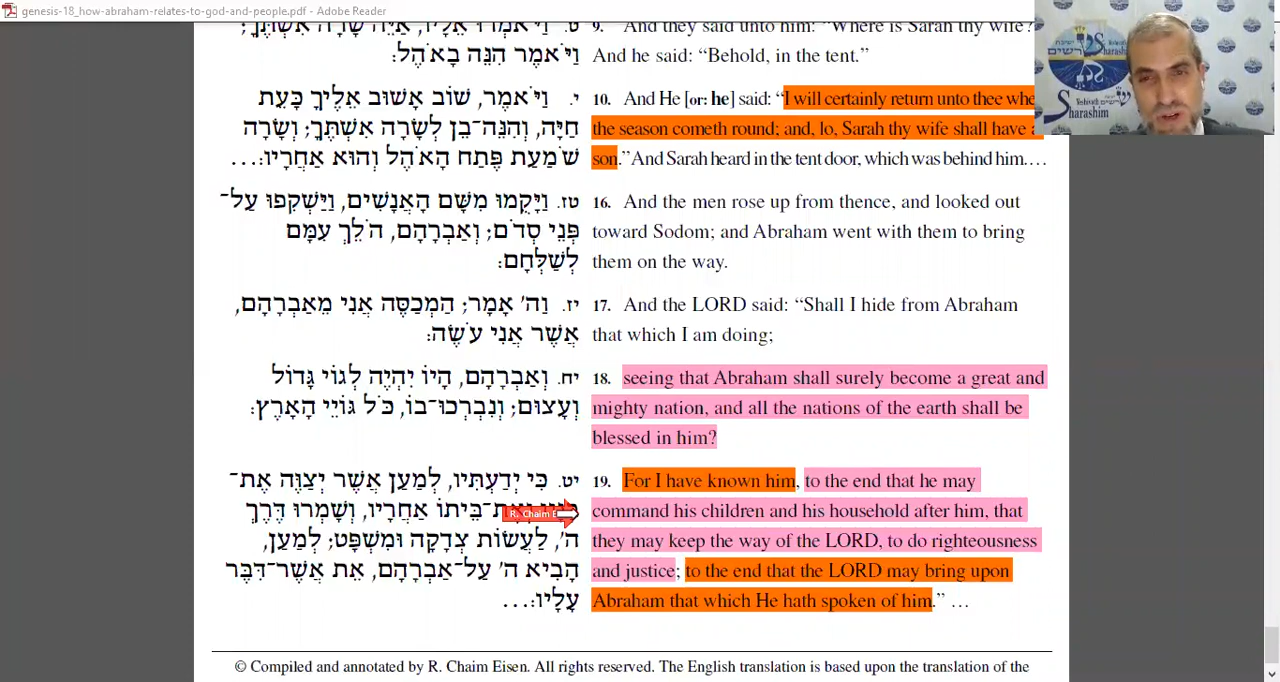 genesis-18_how-abraham-relates-to-god-and-people.pdf - Adobe Reader
ט. וַיֹּאמְרוּ אֵלָיו, אַיֵּה שָׂרָה אִשְׁתֶּךָ;
וַיֹּאמֶר הִנֵּה בָאֹהֶל:
י. וַיֹּאמֶר, שׁוֹב אָשׁוּב אֵלֶיךָ כָּעֵת
חַיָּה, וְהִנֵּה־בֵן לְשָׂרָה אִשְׁתֶּךָ; וְשָׂרָה
שֹׁמַעַת פֶּתַח הָאֹהֶל וְהוּא אַחֲרָיו:...
טז. וַיָּקֻמוּ מִשָּׁם הָאֲנָשִׁים, וַיַּשְׁקִפוּ עַל־
פְּנֵי סְדֹם; וְאַבְרָהָם, הֹלֵךְ עִמָּם
לְשַׁלְּחָם:
יז. וַה' אָמָר; הַמְכַסֶּה אֲנִי מֵאַבְרָהָם,
אֲשֶׁר אֲנִי עֹשֶׂה:
יח. וְאַבְרָהָם, הָיוֹ יִהְיֶה לְגוֹי גָּדוֹל
וְעָצוּם; וְנִבְרְכוּ־בוֹ, כֹּל גּוֹיֵי הָאָרֶץ:
יט. כִּי יְדַעְתִּיו, לְמַעַן אֲשֶׁר יְצַוֶּה אֶת־
בֵּיתוֹ אַחֲרָיו, וְשָׁמְרוּ דֶּרֶךְ
ה', לַעֲשׂוֹת צְדָקָה וּמִשְׁפָּט; לְמַעַן,
הָבִיא ה' עַל־אַבְרָהָם, אֵת אֲשֶׁר־דִּבֶּר
עָלָיו:...
R. Chaim E
9. And they said unto him: “Where is Sarah thy wife?”
And he said: “Behold, in the tent.”
10. And He [or: he] said: “I will certainly return unto thee whe
the season cometh round; and, lo, Sarah thy wife shall have a
son.” And Sarah heard in the tent door, which was behind him.…
16. And the men rose up from thence, and looked out
toward Sodom; and Abraham went with them to bring
them on the way.
17. And the LORD said: “Shall I hide from Abraham
that which I am doing;
18. seeing that Abraham shall surely become a great and
mighty nation, and all the nations of the earth shall be
blessed in him?
19. For I have known him, to the end that he may
command his children and his household after him, that
they may keep the way of the LORD, to do righteousness
and justice; to the end that the LORD may bring upon
Abraham that which He hath spoken of him.” …
© Compiled and annotated by R. Chaim Eisen. All rights reserved. The English translation is based upon the translation of the
Yeshivath
Sharashim